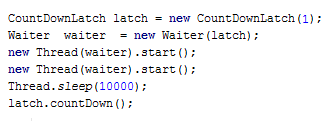 CountDownLatch latch = new CountDownLatch(1);
Waiter  waiter  = new Waiter(latch);
new Thread(waiter).start();
new Thread(waiter).start();
Thread.sleep(10000);
latch.countDown();